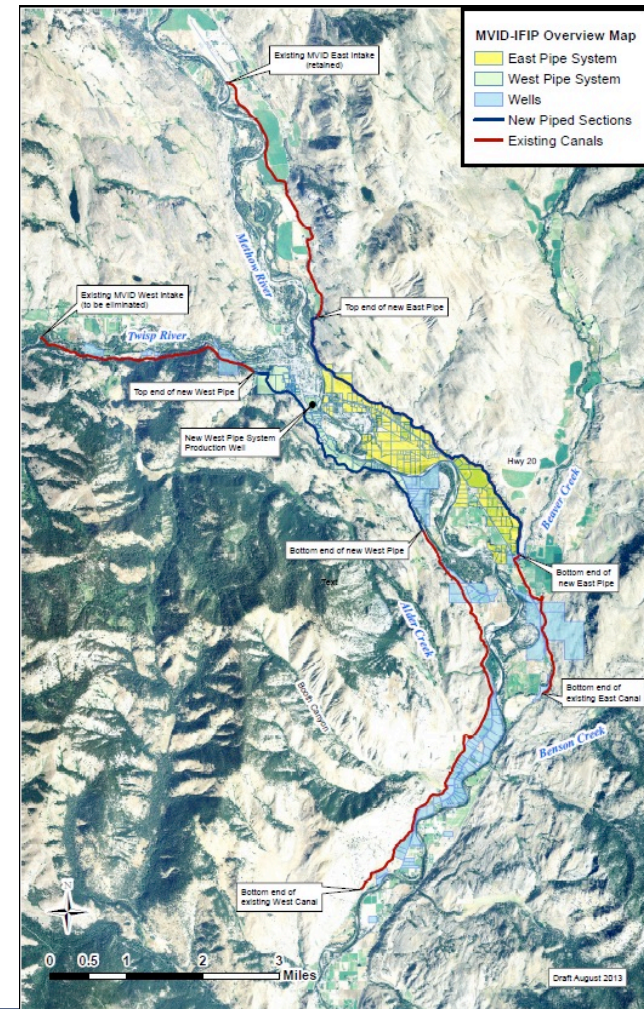 MVID-IFIP Overview Map
East Pipe System
West Pipe System
Wells
New Piped Sections
Existing Canals
Existing MVID East Intake
(retained)
Methow River
Existing MVID West Intake
(to be eliminated)
Twisp River
Top end of new East Pipe
Top end of new West Pipe
New West Pipe System
Production Well
Hwy 20
Beaver Creek
Bottom end of new West Pipe
Bottom end of
new East Pipe
Text
Alder Creek
Booth Canyon
Bottom end of
existing East Canal
Benson Creek
Bottom end of
existing West Canal
N
0 0.5 1 2 3
Miles
Draft August 2013